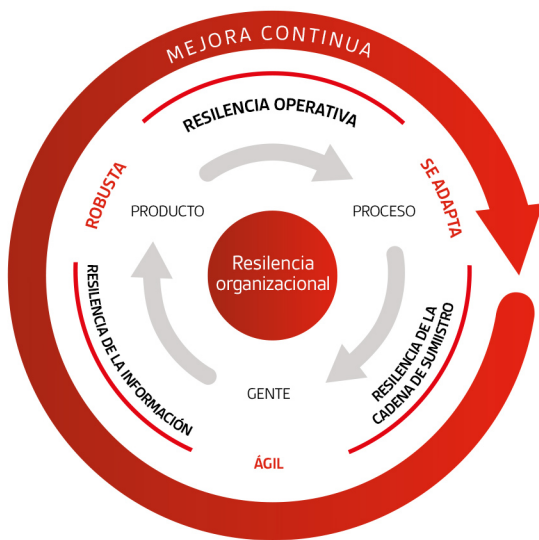 MEJORA CONTINUA
RESILENCIA OPERATIVA
ROBUSTA
SE ADAPTA
PRODUCTO
PROCESO
Resilencia
organizacional
RESILENCIA DE LA INFORMACIÓN
RESILENCIA DE LA
CADENA DE SUMIISTRO
GENTE
ÁGIL